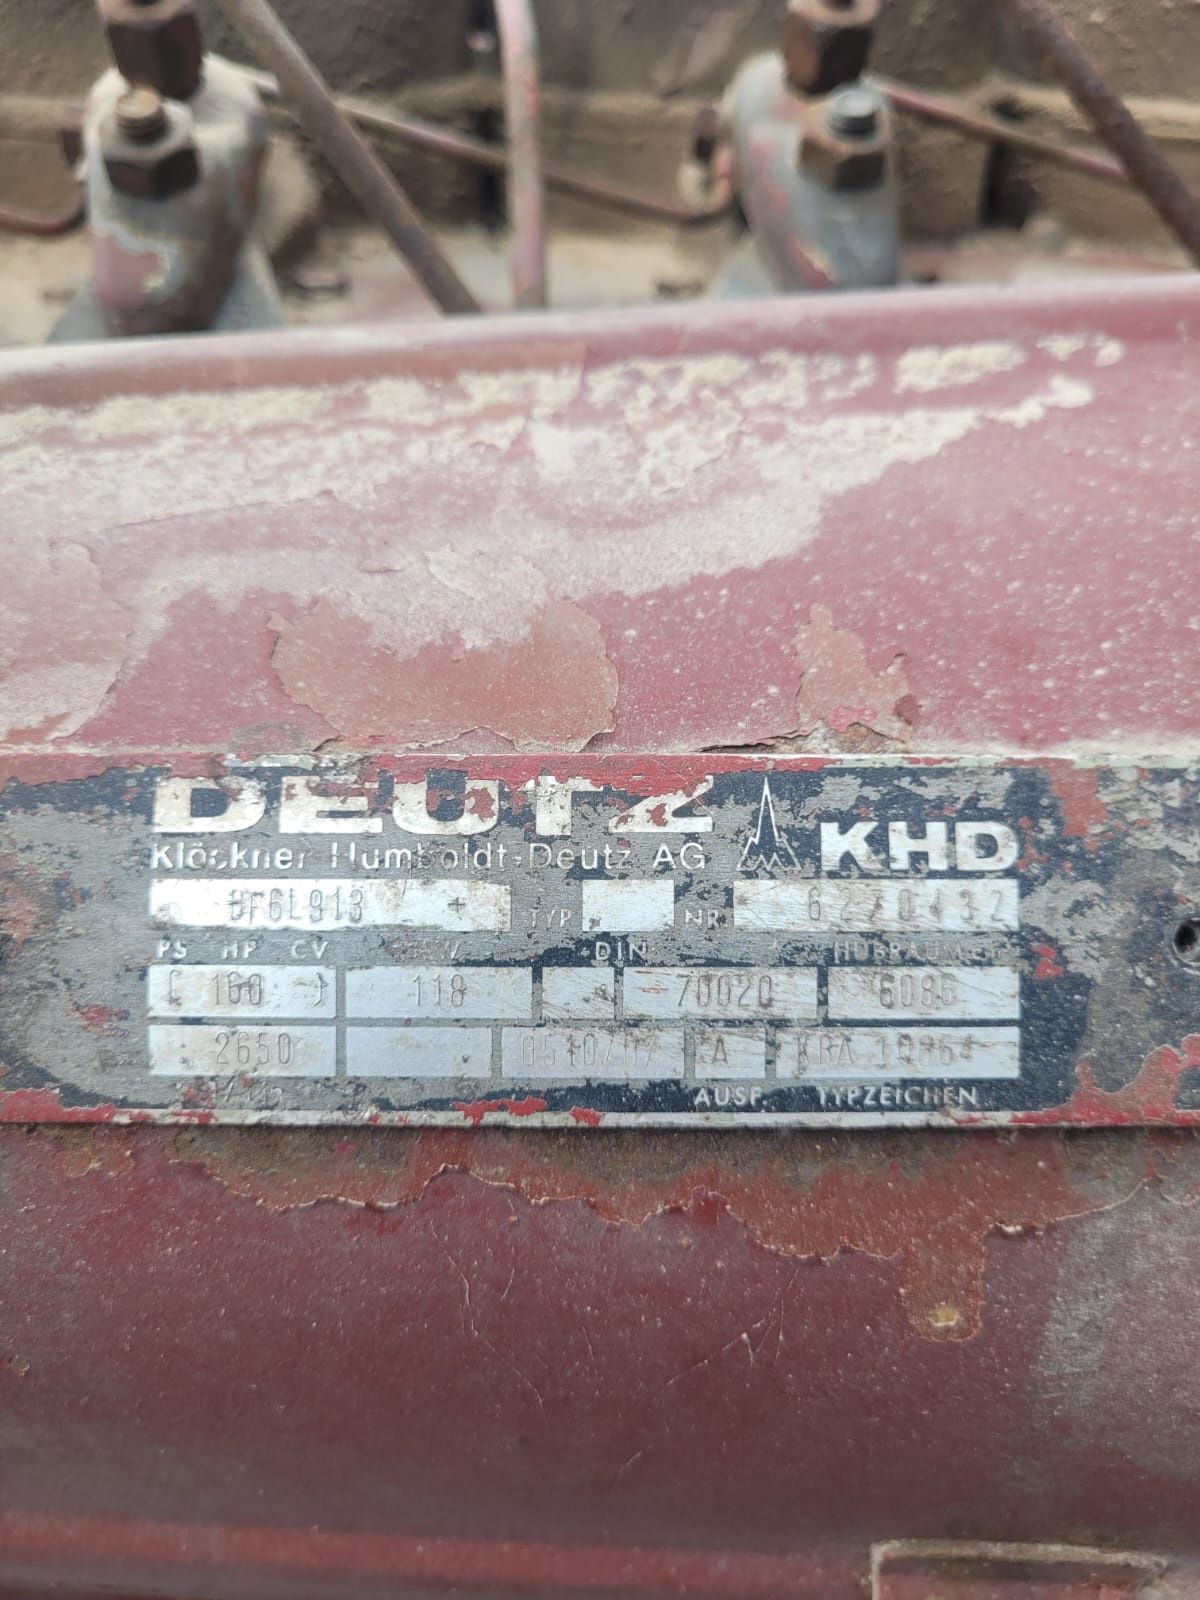 DEUTZ
Klöckner-Humboldt-Deutz AG KHD
BF6L913 TYP NR 6270432
PS HP CV KW DIN HUBRAUM
( 160 ) 118 70020 6086
2650 A KBA
AUSF. TYPZEICHEN